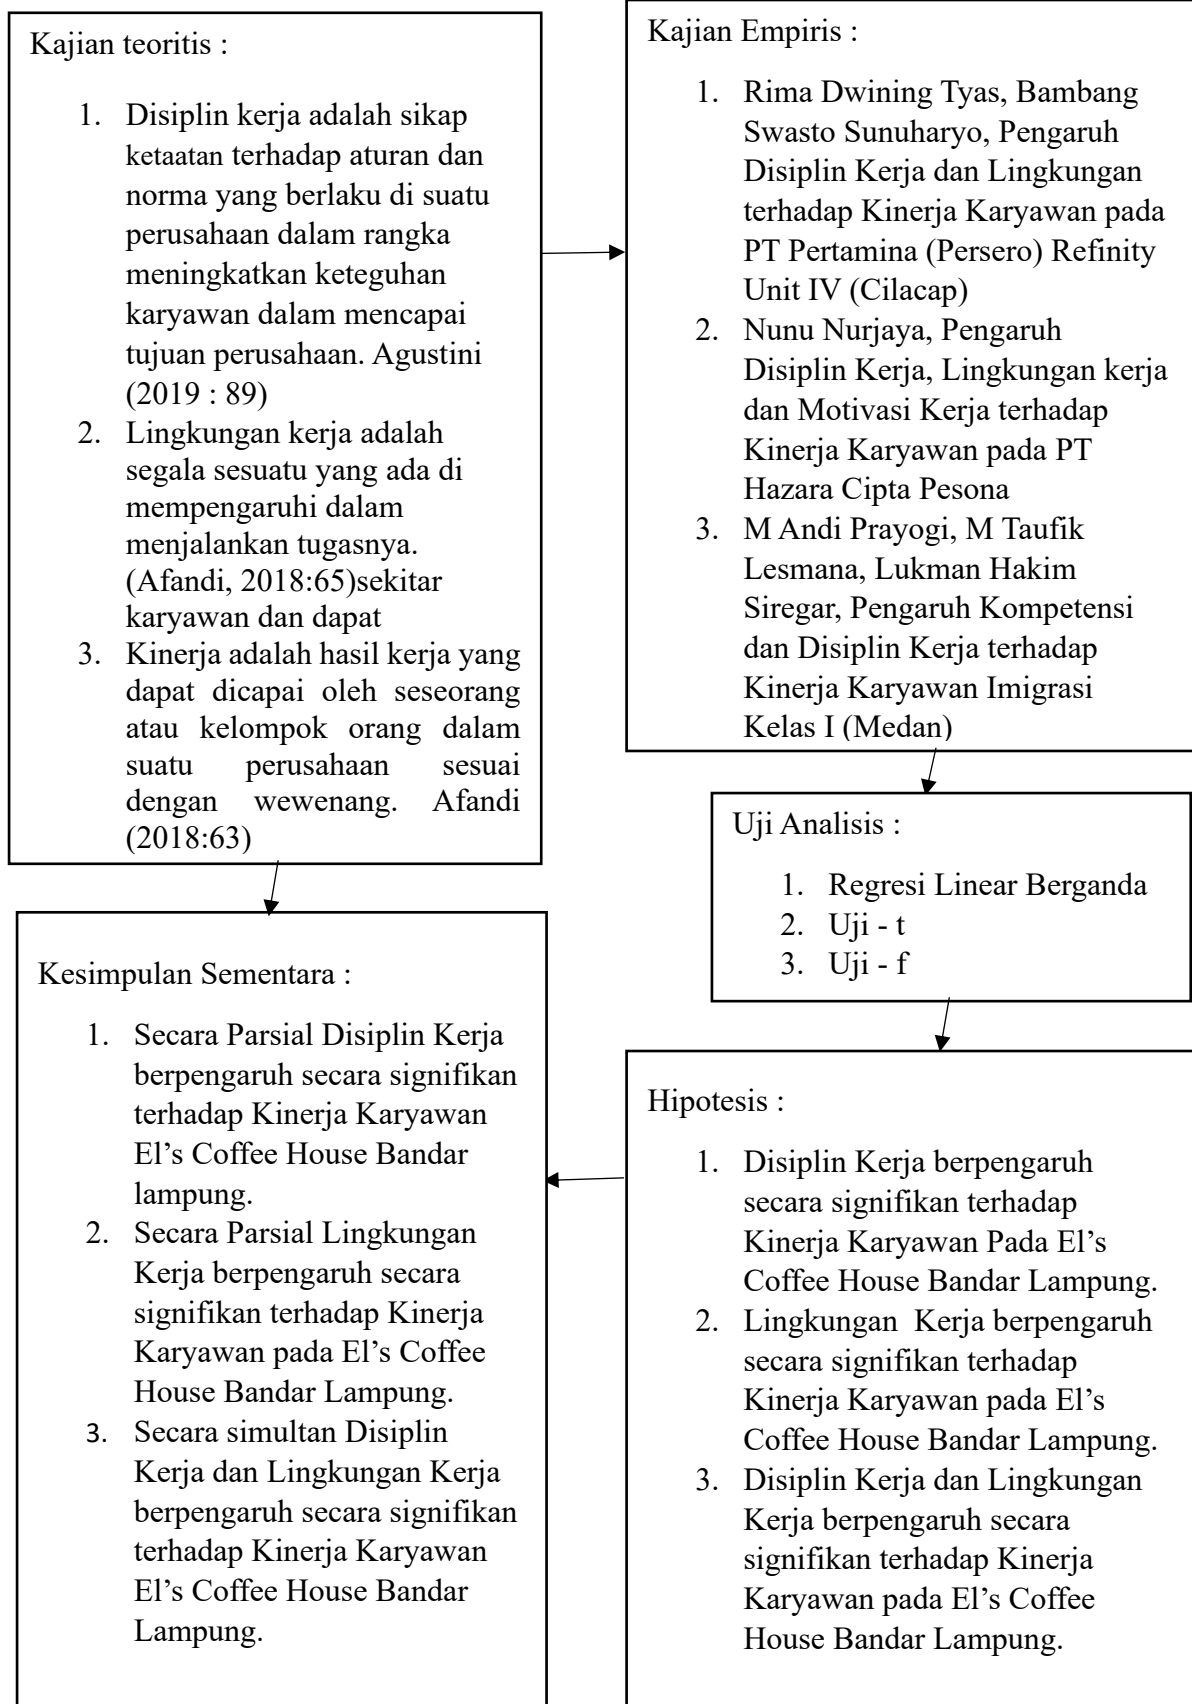 Kajian teoritis :
1. Disiplin kerja adalah sikap
ketaatan terhadap aturan dan
norma yang berlaku di suatu
perusahaan dalam rangka
meningkatkan keteguhan
karyawan dalam mencapai
tujuan perusahaan. Agustini
(2019 : 89)
2. Lingkungan kerja adalah
segala sesuatu yang ada di
mempengaruhi dalam
menjalankan tugasnya.
(Afandi, 2018:65)sekitar
karyawan dan dapat
3. Kinerja adalah hasil kerja yang
dapat dicapai oleh seseorang
atau kelompok orang dalam
suatu perusahaan sesuai
dengan wewenang. Afandi
(2018:63)
Kajian Empiris :
1. Rima Dwining Tyas, Bambang
Swasto Sunuharyo, Pengaruh
Disiplin Kerja dan Lingkungan
terhadap Kinerja Karyawan pada
PT Pertamina (Persero) Refinity
Unit IV (Cilacap)
2. Nunu Nurjaya, Pengaruh
Disiplin Kerja, Lingkungan kerja
dan Motivasi Kerja terhadap
Kinerja Karyawan pada PT
Hazara Cipta Pesona
3. M Andi Prayogi, M Taufik
Lesmana, Lukman Hakim
Siregar, Pengaruh Kompetensi
dan Disiplin Kerja terhadap
Kinerja Karyawan Imigrasi
Kelas I (Medan)
Uji Analisis :
1. Regresi Linear Berganda
2. Uji - t
3. Uji - f
Hipotesis :
1. Disiplin Kerja berpengaruh
secara signifikan terhadap
Kinerja Karyawan Pada El’s
Coffee House Bandar Lampung.
2. Lingkungan  Kerja berpengaruh
secara signifikan terhadap
Kinerja Karyawan pada El’s
Coffee House Bandar Lampung.
3. Disiplin Kerja dan Lingkungan
Kerja berpengaruh secara
signifikan terhadap Kinerja
Karyawan pada El’s Coffee
House Bandar Lampung.
Kesimpulan Sementara :
1. Secara Parsial Disiplin Kerja
berpengaruh secara signifikan
terhadap Kinerja Karyawan
El’s Coffee House Bandar
lampung.
2. Secara Parsial Lingkungan
Kerja berpengaruh secara
signifikan terhadap Kinerja
Karyawan pada El’s Coffee
House Bandar Lampung.
3. Secara simultan Disiplin
Kerja dan Lingkungan Kerja
berpengaruh secara signifikan
terhadap Kinerja Karyawan
El’s Coffee House Bandar
Lampung.